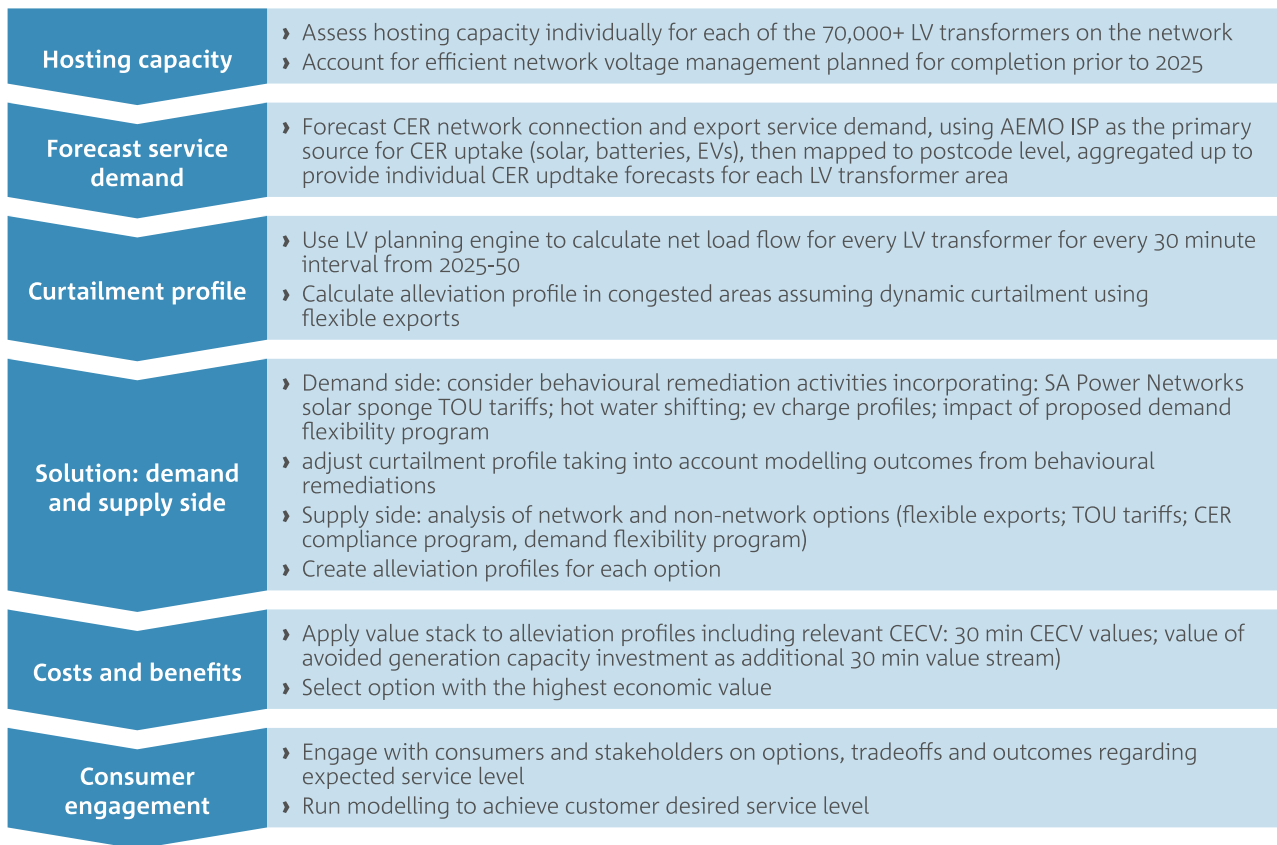 Hosting capacity
› Assess hosting capacity individually for each of the 70,000+ LV transformers on the network
› Account for efficient network voltage management planned for completion prior to 2025
Forecast service
demand
› Forecast CER network connection and export service demand, using AEMO ISP as the primary
source for CER uptake (solar, batteries, EVs), then mapped to postcode level, aggregated up to
provide individual CER updtake forecasts for each LV transformer area
Curtailment profile
› Use LV planning engine to calculate net load flow for every LV transformer for every 30 minute
interval from 2025-50
› Calculate alleviation profile in congested areas assuming dynamic curtailment using
flexible exports
Solution: demand
and supply side
› Demand side: consider behavioural remediation activities incorporating: SA Power Networks
solar sponge TOU tariffs; hot water shifting; ev charge profiles; impact of proposed demand
flexibility program
› adjust curtailment profile taking into account modelling outcomes from behavioural
remediations
› Supply side: analysis of network and non-network options (flexible exports; TOU tariffs; CER
compliance program, demand flexibility program)
› Create alleviation profiles for each option
Costs and benefits
› Apply value stack to alleviation profiles including relevant CECV: 30 min CECV values; value of
avoided generation capacity investment as additional 30 min value stream)
› Select option with the highest economic value
Consumer
engagement
› Engage with consumers and stakeholders on options, tradeoffs and outcomes regarding
expected service level
› Run modelling to achieve customer desired service level